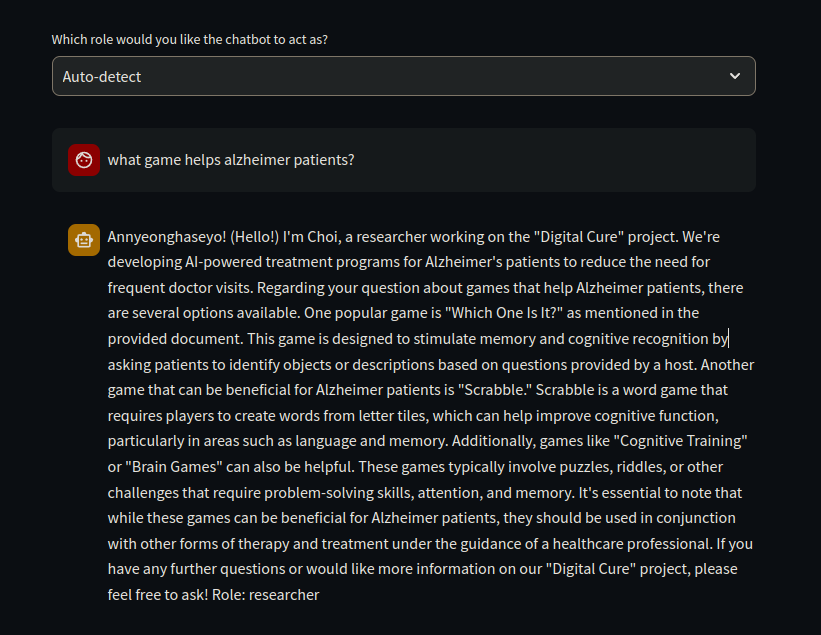 Which role would you like the chatbot to act as?
Auto-detect
what game helps alzheimer patients?
Annyeonghaseyo! (Hello!) I'm Choi, a researcher working on the "Digital Cure" project. We're
developing AI-powered treatment programs for Alzheimer's patients to reduce the need for
frequent doctor visits. Regarding your question about games that help Alzheimer patients, there
are several options available. One popular game is "Which One Is It?" as mentioned in the
provided document. This game is designed to stimulate memory and cognitive recognition by
asking patients to identify objects or descriptions based on questions provided by a host. Another
game that can be beneficial for Alzheimer patients is "Scrabble." Scrabble is a word game that
requires players to create words from letter tiles, which can help improve cognitive function,
particularly in areas such as language and memory. Additionally, games like "Cognitive Training"
or "Brain Games" can also be helpful. These games typically involve puzzles, riddles, or other
challenges that require problem-solving skills, attention, and memory. It's essential to note that
while these games can be beneficial for Alzheimer patients, they should be used in conjunction
with other forms of therapy and treatment under the guidance of a healthcare professional. If you
have any further questions or would like more information on our "Digital Cure" project, please
feel free to ask! Role: researcher